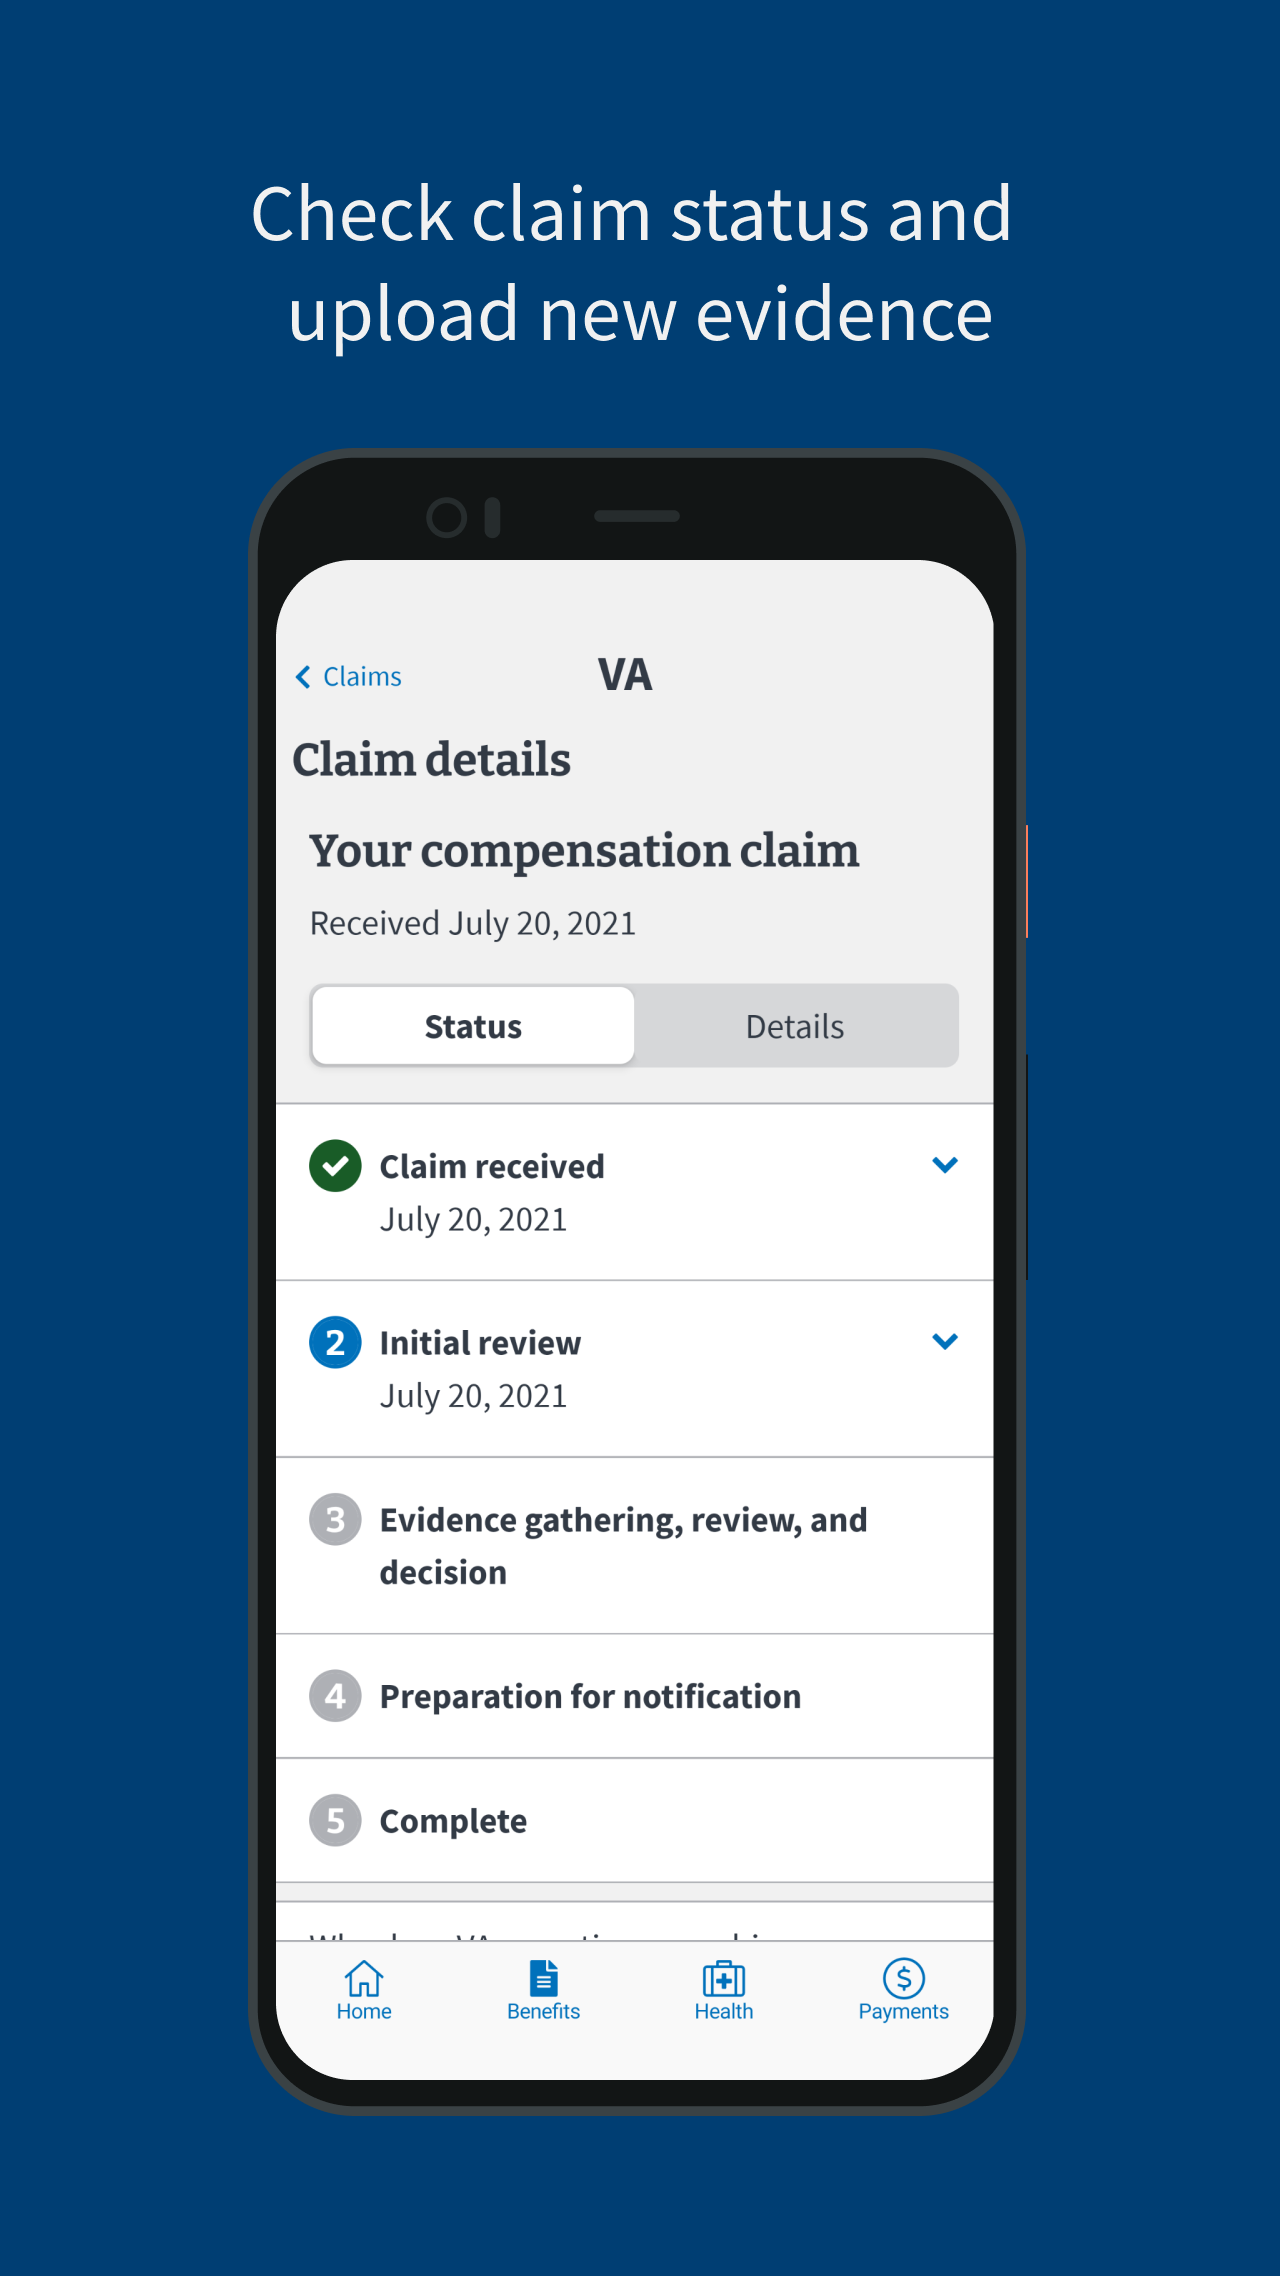 Check claim status and
upload new evidence
Claims
VA
Claim details
Your compensation claim
Received July 20, 2021
Status
Details
Claim received
July 20, 2021
2
Initial review
July 20, 2021
3
Evidence gathering, review, and
decision
4
Preparation for notification
5
Complete
Home
Benefits
Health
Payments